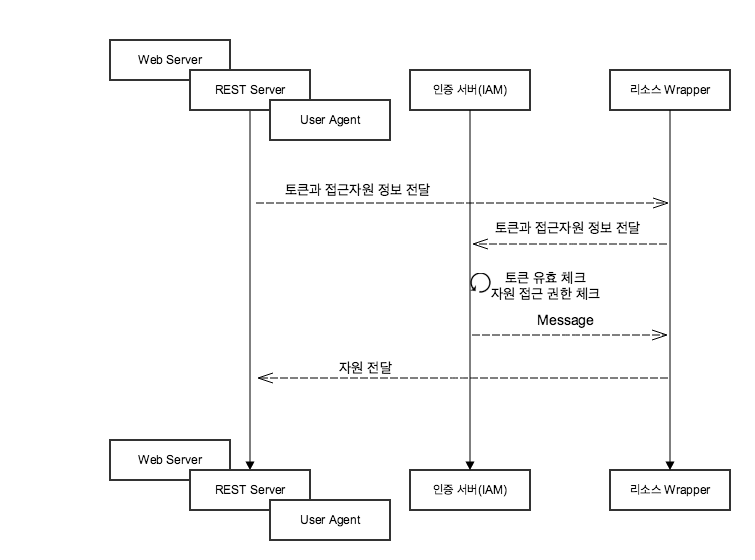 Web Server
REST Server
User Agent
인증 서버(IAM)
리소스 Wrapper
토큰과 접근자원 정보 전달
토큰과 접근자원 정보 전달
토큰 유효 체크
자원 접근 권한 체크
Message
자원 전달
Web Server
REST Server
User Agent
인증 서버(IAM)
리소스 Wrapper